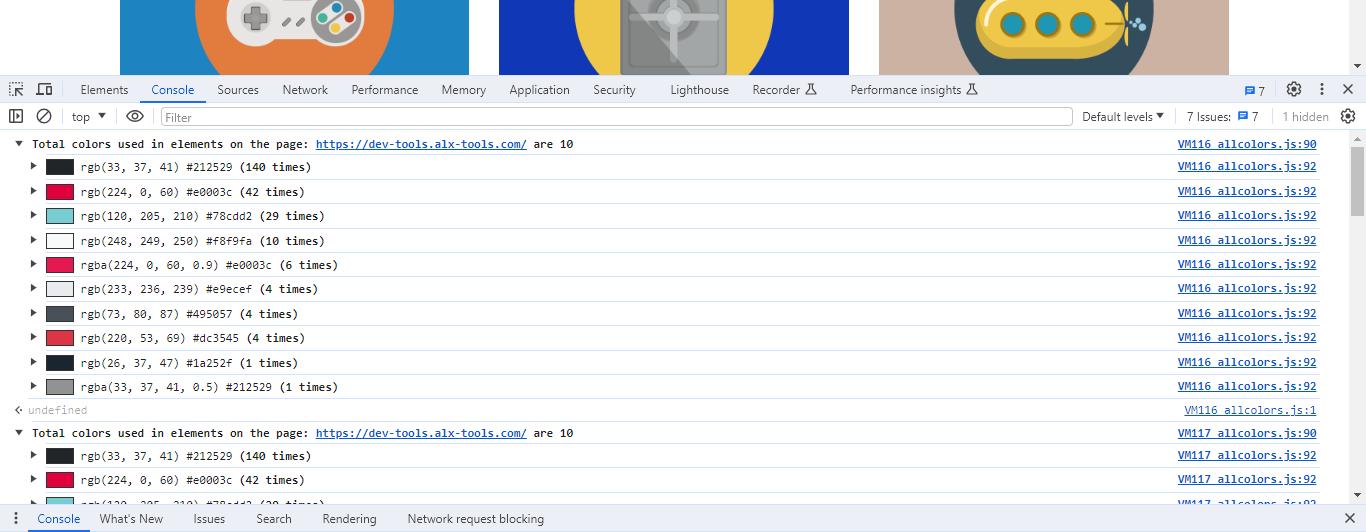 Elements Console Sources Network Performance Memory Application Security Lighthouse Recorder Performance insights 7
top Filter Default levels 7 Issues: 7 1 hidden
Total colors used in elements on the page: https://dev-tools.alx-tools.com/ are 10 VM116 allcolors.js:90
rgb(33, 37, 41) #212529 (140 times) VM116 allcolors.js:92
rgb(224, 0, 60) #e0003c (42 times) VM116 allcolors.js:92
rgb(120, 205, 210) #78cdd2 (29 times) VM116 allcolors.js:92
rgb(248, 249, 250) #f8f9fa (10 times) VM116 allcolors.js:92
rgba(224, 0, 60, 0.9) #e0003c (6 times) VM116 allcolors.js:92
rgb(233, 236, 239) #e9ecef (4 times) VM116 allcolors.js:92
rgb(73, 80, 87) #495057 (4 times) VM116 allcolors.js:92
rgb(220, 53, 69) #dc3545 (4 times) VM116 allcolors.js:92
rgb(26, 37, 47) #1a252f (1 times) VM116 allcolors.js:92
rgba(33, 37, 41, 0.5) #212529 (1 times) VM116 allcolors.js:92
undefined VM116 allcolors.js:1
Total colors used in elements on the page: https://dev-tools.alx-tools.com/ are 10 VM117 allcolors.js:90
rgb(33, 37, 41) #212529 (140 times) VM117 allcolors.js:92
rgb(224, 0, 60) #e0003c (42 times) VM117 allcolors.js:92
rgb(120, 205, 210) #78cdd2 (29 times) VM117 allcolors.js:92
Console What's New Issues Search Rendering Network request blocking